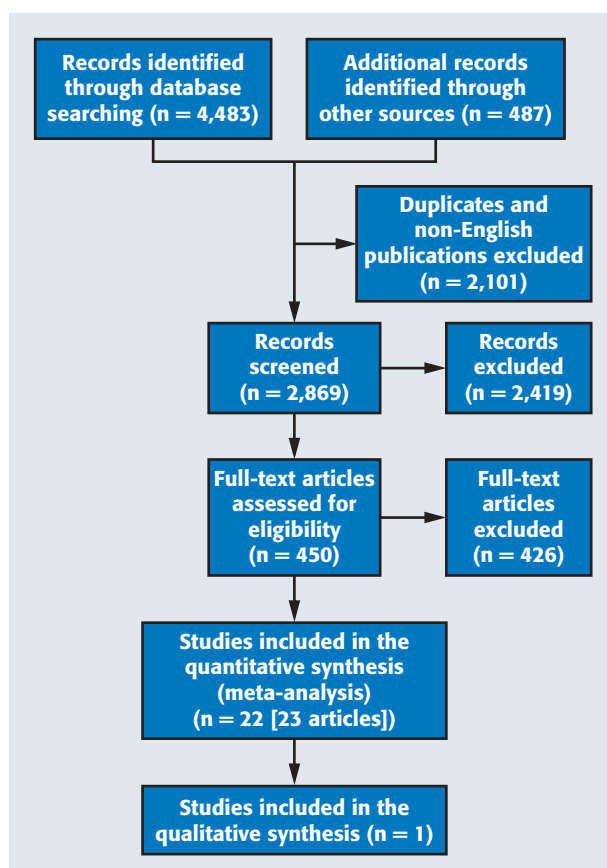 Records identified
through database
searching (n = 4,483)
Additional records
identified through
other sources (n = 487)
Duplicates and
non-English
publications excluded
(n = 2,101)
Records
screened
(n = 2,869)
Records
excluded
(n = 2,419)
Full-text articles
assessed for
eligibility
(n = 450)
Full-text
articles
excluded
(n = 426)
Studies included in the
quantitative synthesis
(meta-analysis)
(n = 22 [23 articles])
Studies included in the
qualitative synthesis (n = 1)